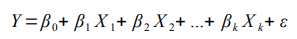 Y = β₀ + β₁ X₁ + β₂ X₂ + ... + βₖ Xₖ + ε